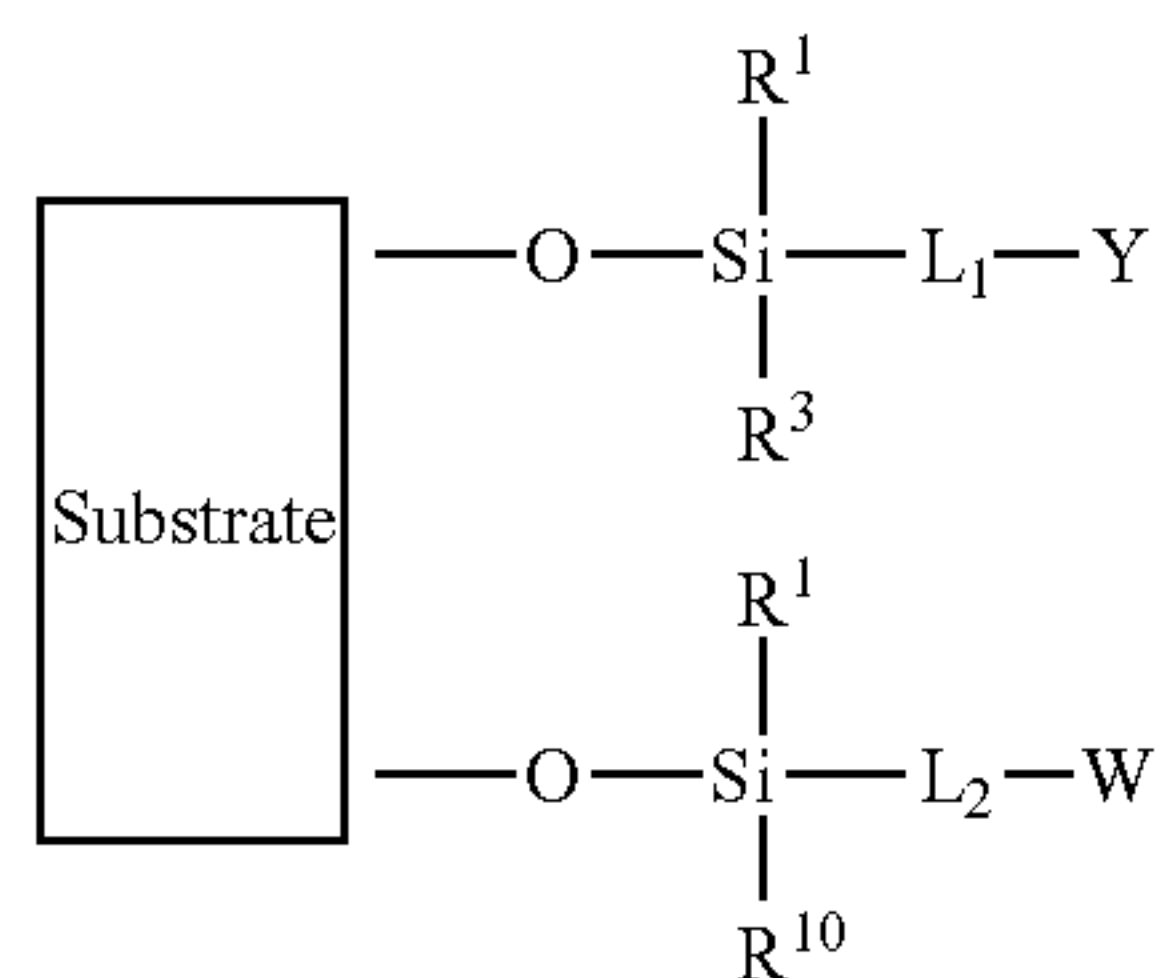 R¹
O Si L₁ Y
R³
Substrate
R¹
O Si L₂ W
R¹⁰